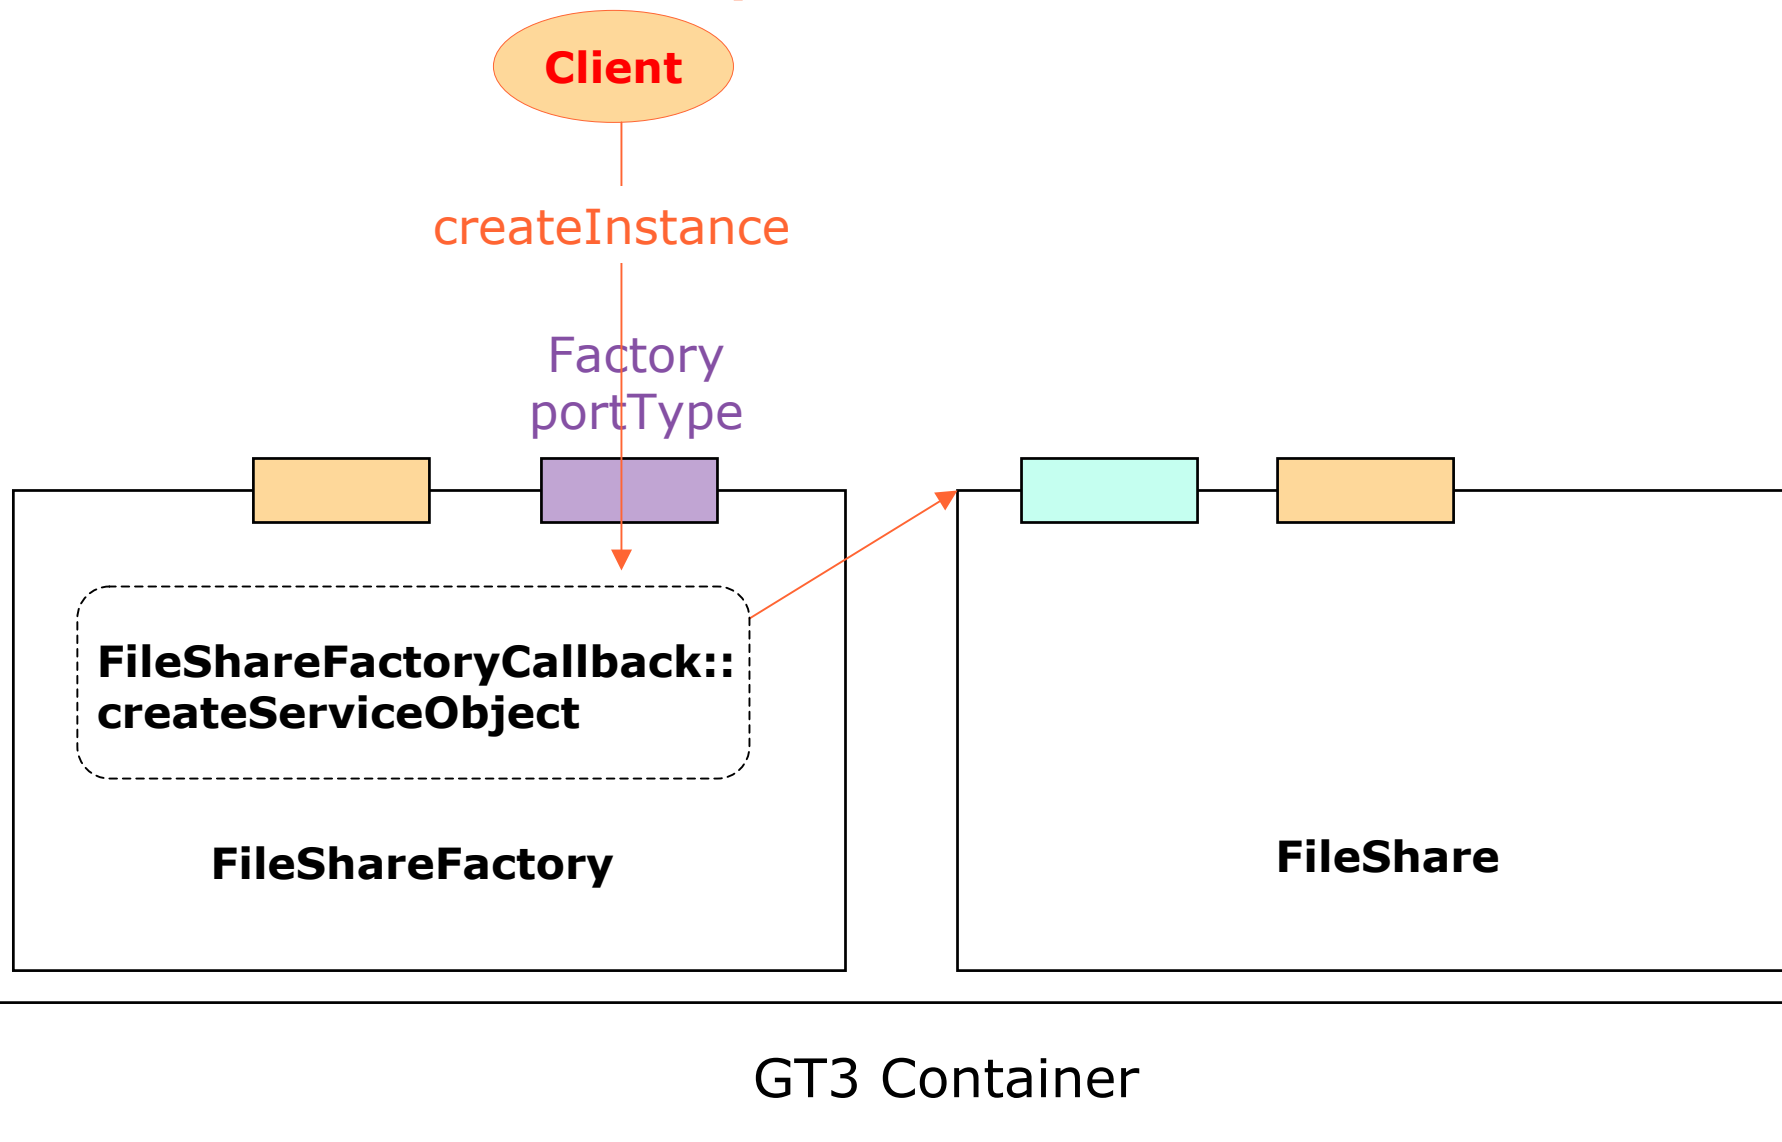 Client
createInstance
Factory
portType
FileShareFactoryCallback::
createServiceObject
FileShareFactory
FileShare
GT3 Container